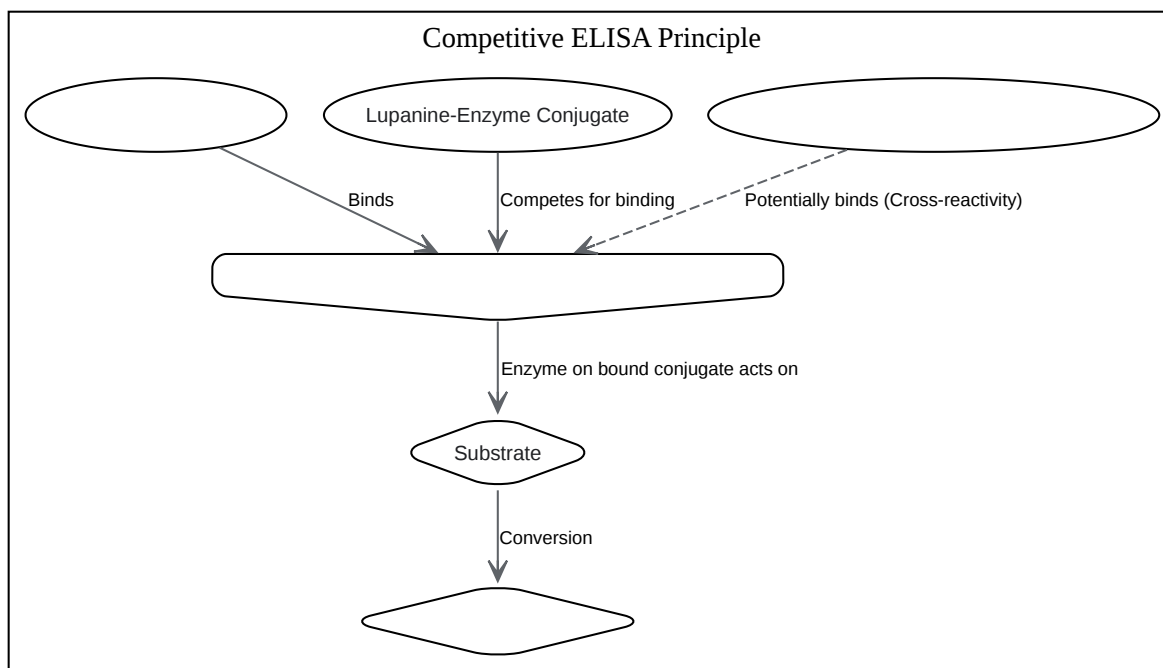 Competitive ELISA Principle
Lupanine-Enzyme Conjugate
Binds
Competes for binding
Potentially binds (Cross-reactivity)
Enzyme on bound conjugate acts on
Substrate
Conversion